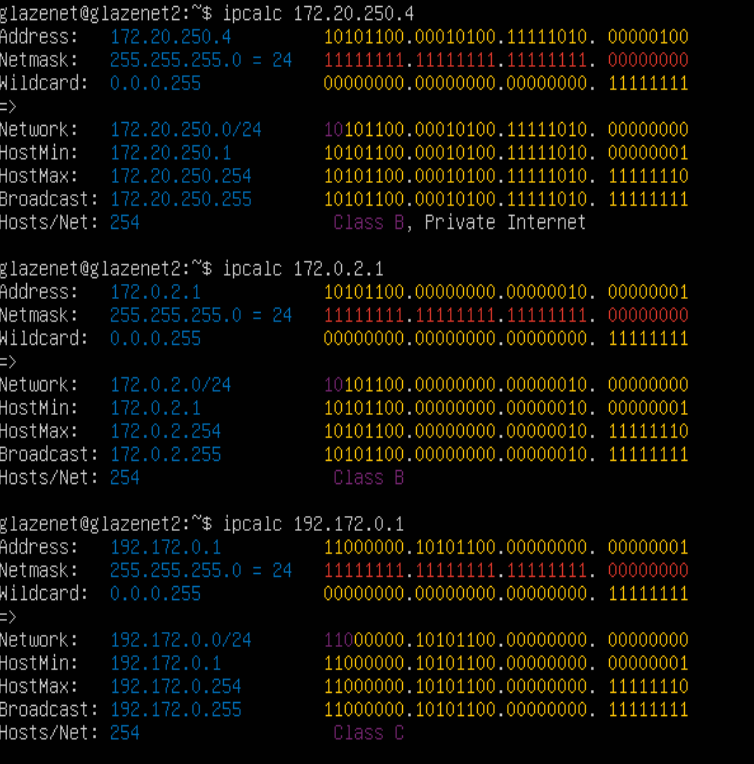 glazenet@glazenet2:~$ ipcalc 172.20.250.4
Address: 172.20.250.4 10101100.00010100.11111010. 00000100
Netmask: 255.255.255.0 = 24 11111111.11111111.11111111. 00000000
Wildcard: 0.0.0.255 00000000.00000000.00000000. 11111111
=>
Network: 172.20.250.0/24 10101100.00010100.11111010. 00000000
HostMin: 172.20.250.1 10101100.00010100.11111010. 00000001
HostMax: 172.20.250.254 10101100.00010100.11111010. 11111110
Broadcast: 172.20.250.255 10101100.00010100.11111010. 11111111
Hosts/Net: 254 Class B, Private Internet
glazenet@glazenet2:~$ ipcalc 172.0.2.1
Address: 172.0.2.1 10101100.00000000.00000010. 00000001
Netmask: 255.255.255.0 = 24 11111111.11111111.11111111. 00000000
Wildcard: 0.0.0.255 00000000.00000000.00000000. 11111111
=>
Network: 172.0.2.0/24 10101100.00000000.00000010. 00000000
HostMin: 172.0.2.1 10101100.00000000.00000010. 00000001
HostMax: 172.0.2.254 10101100.00000000.00000010. 11111110
Broadcast: 172.0.2.255 10101100.00000000.00000010. 11111111
Hosts/Net: 254 Class B
glazenet@glazenet2:~$ ipcalc 192.172.0.1
Address: 192.172.0.1 11000000.10101100.00000000. 00000001
Netmask: 255.255.255.0 = 24 11111111.11111111.11111111. 00000000
Wildcard: 0.0.0.255 00000000.00000000.00000000. 11111111
=>
Network: 192.172.0.0/24 11000000.10101100.00000000. 00000000
HostMin: 192.172.0.1 11000000.10101100.00000000. 00000001
HostMax: 192.172.0.254 11000000.10101100.00000000. 11111110
Broadcast: 192.172.0.255 11000000.10101100.00000000. 11111111
Hosts/Net: 254 Class C